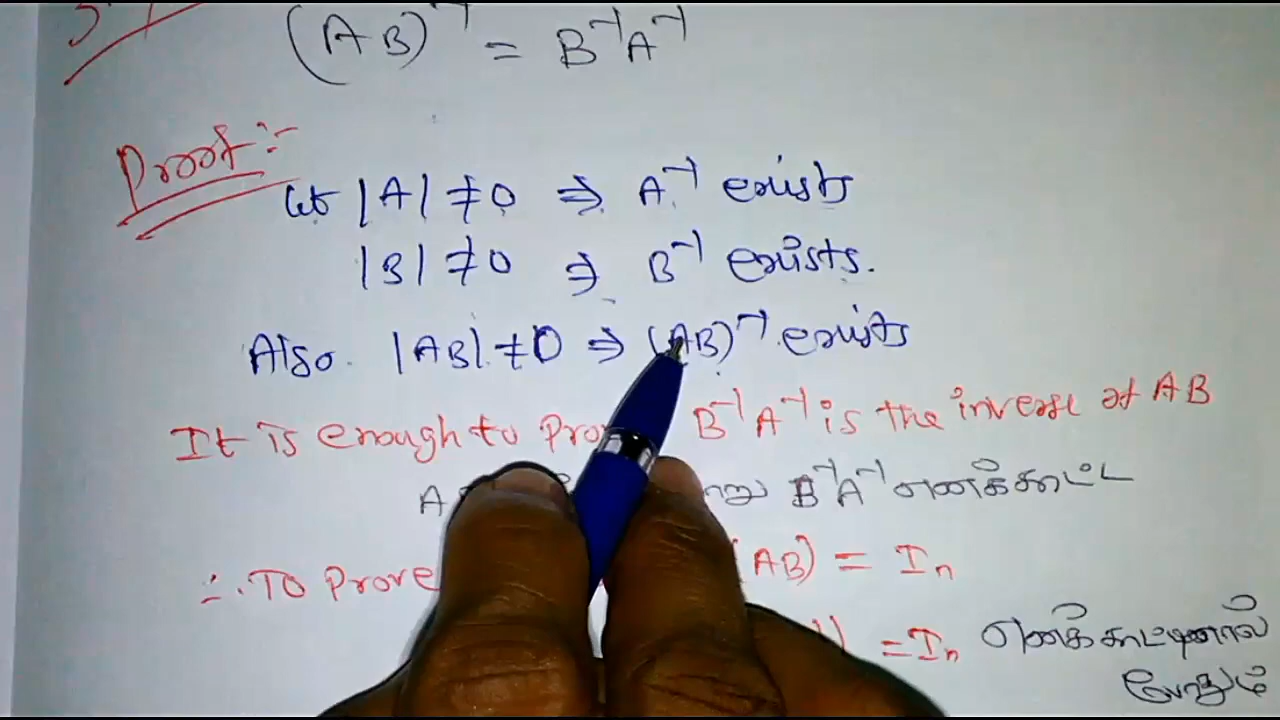 (AB)⁻¹ = B⁻¹A⁻¹
Proof:-
Let |A| ≠ 0 ⇒ A⁻¹ exists
|B| ≠ 0 ⇒ B⁻¹ exists.
Also. |AB| ≠ 0 ⇒ (AB)⁻¹ exists
It is enough to B⁻¹A⁻¹ is the inverse of AB
A B⁻¹A⁻¹ எனக்காட்ட
∴ To Prove (AB) = In
= In எனக்காட்டினால்
போதும்